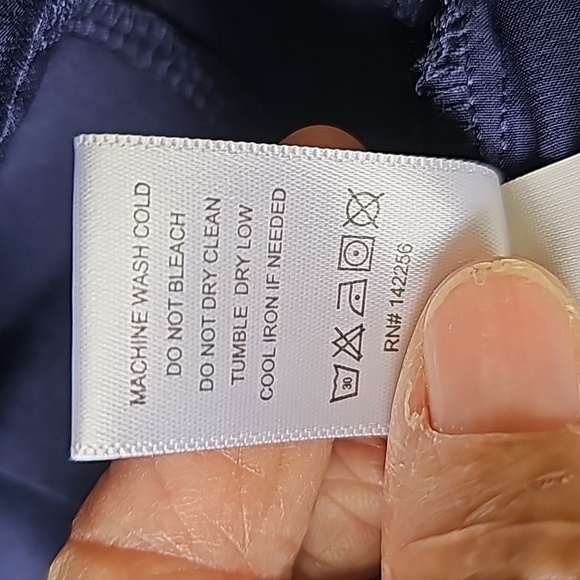 MACHINE WASH COLD
DO NOT BLEACH
DO NOT DRY CLEAN
TUMBLE DRY LOW
COOL IRON IF NEEDED
30
RN# 142256